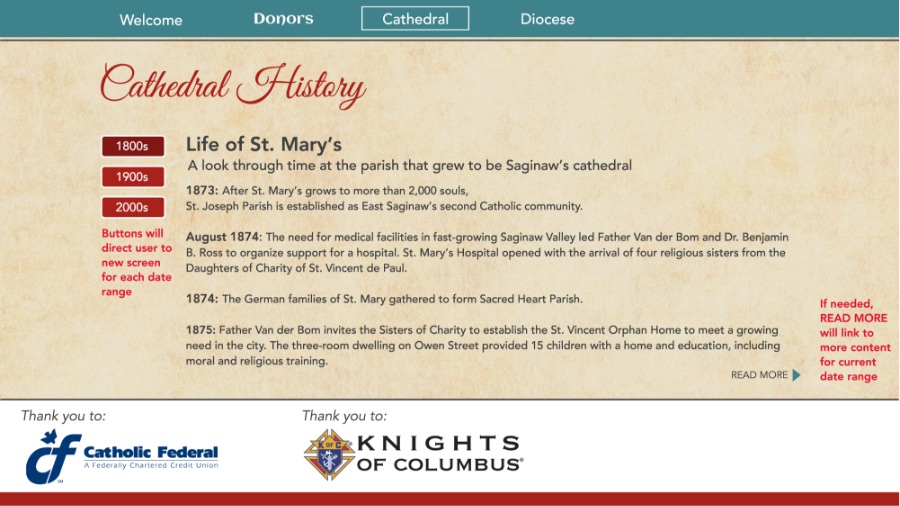 Welcome
Donors
Cathedral
Diocese
Cathedral History
1800s
1900s
2000s
Buttons will
direct user to
new screen
for each date
range
Life of St. Mary's
A look through time at the parish that grew to be Saginaw's cathedral
1873: After St. Mary's grows to more than 2,000 souls,
St. Joseph Parish is established as East Saginaw's second Catholic community.
August 1874: The need for medical facilities in fast-growing Saginaw Valley led Father Van der Bom and Dr. Benjamin
B. Ross to organize support for a hospital. St. Mary's Hospital opened with the arrival of four religious sisters from the
Daughters of Charity of St. Vincent de Paul.
1874: The German families of St. Mary gathered to form Sacred Heart Parish.
1875: Father Van der Bom invites the Sisters of Charity to establish the St. Vincent Orphan Home to meet a growing
need in the city. The three-room dwelling on Owen Street provided 15 children with a home and education, including
moral and religious training.
READ MORE
If needed,
READ MORE
will link to
more content
for current
date range
Thank you to:
cf Catholic Federal
A Federally Chartered Credit Union
SM
Thank you to:
K OF C
KNIGHTS
OF COLUMBUS®